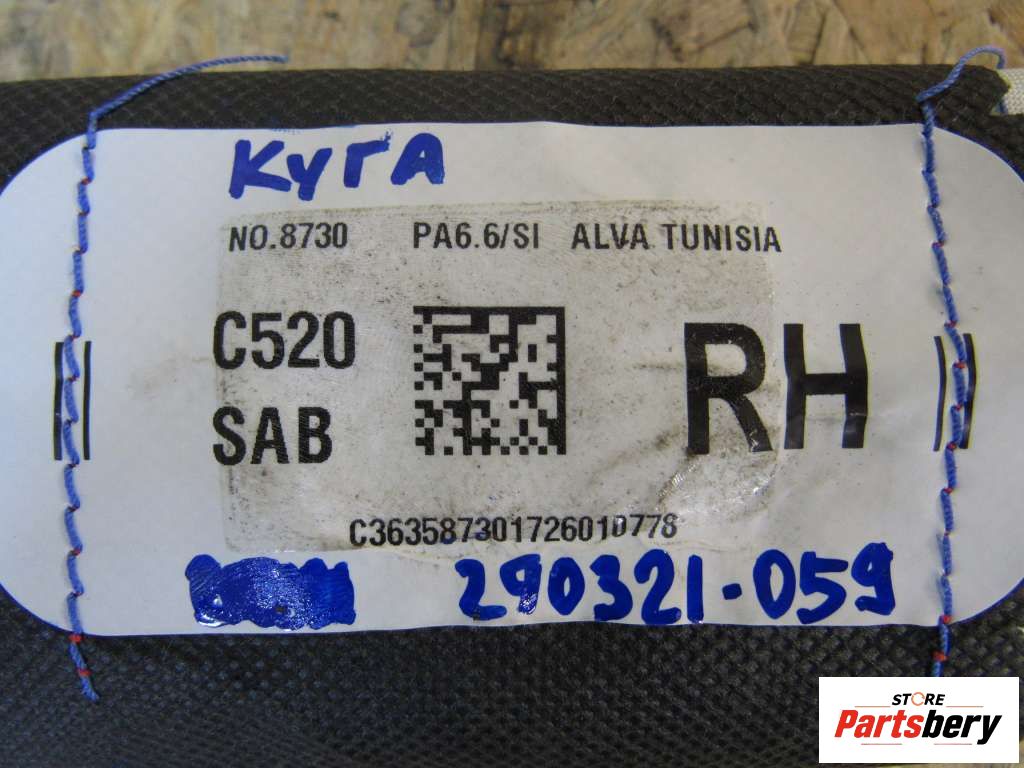 КУГА
NO.8730 PA6.6/SI ALVA TUNISIA
C520
SAB
RH
C363587301726010778
290321-059
STORE
Partsbery